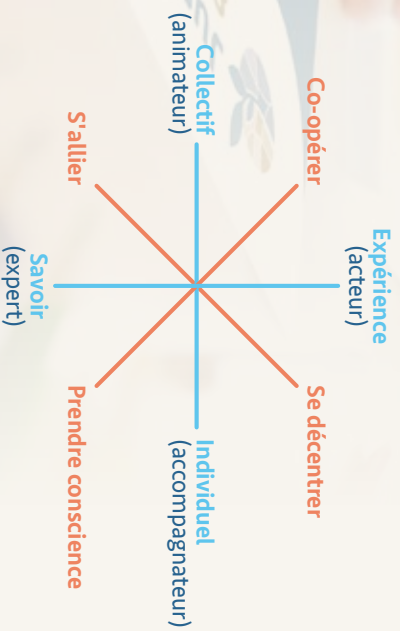 Expérience
(acteur)
Co-opérer
Se décentrer
Collectif
(animateur)
Individuel
(accompagnateur)
S'allier
Prendre conscience
Savoir
(expert)